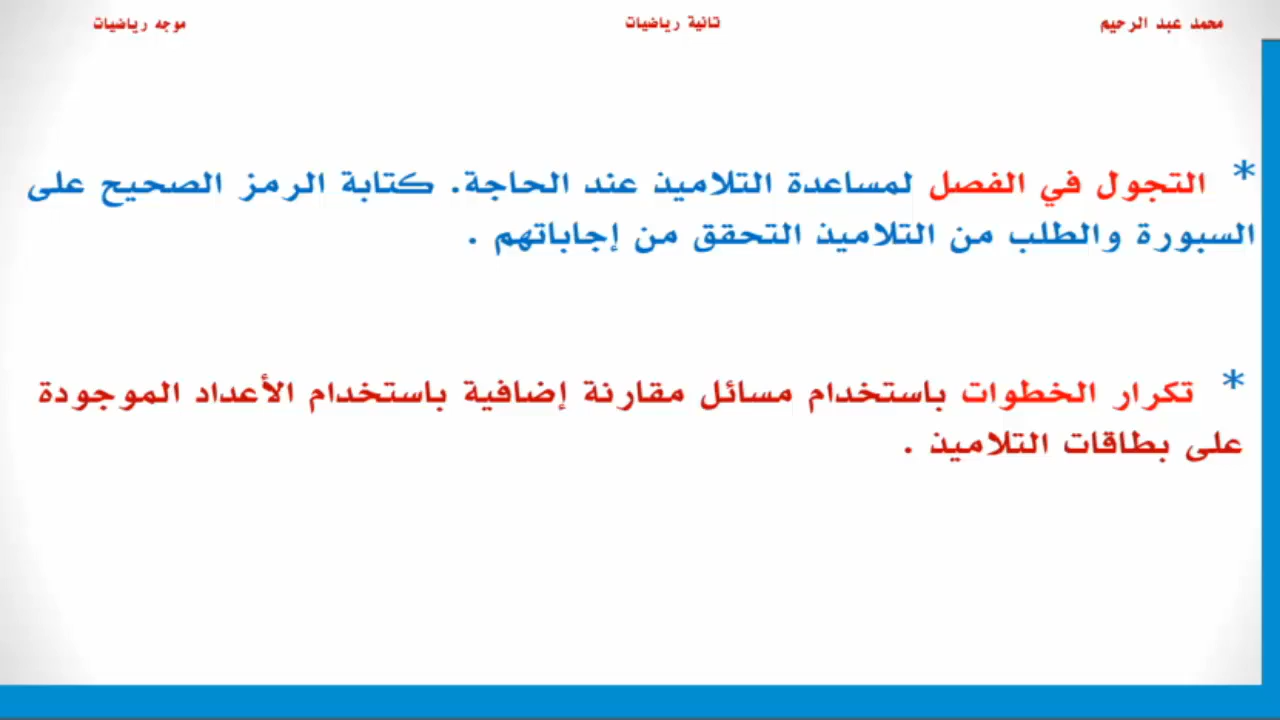 محمد عبد الرحيم
تانية رياضيات
موجه رياضيات
* التجول في الفصل لمساعدة التلاميذ عند الحاجة. كتابة الرمز الصحيح على
السبورة والطلب من التلاميذ التحقق من إجاباتهم .
* تكرار الخطوات باستخدام مسائل مقارنة إضافية باستخدام الأعداد الموجودة
على بطاقات التلاميذ .